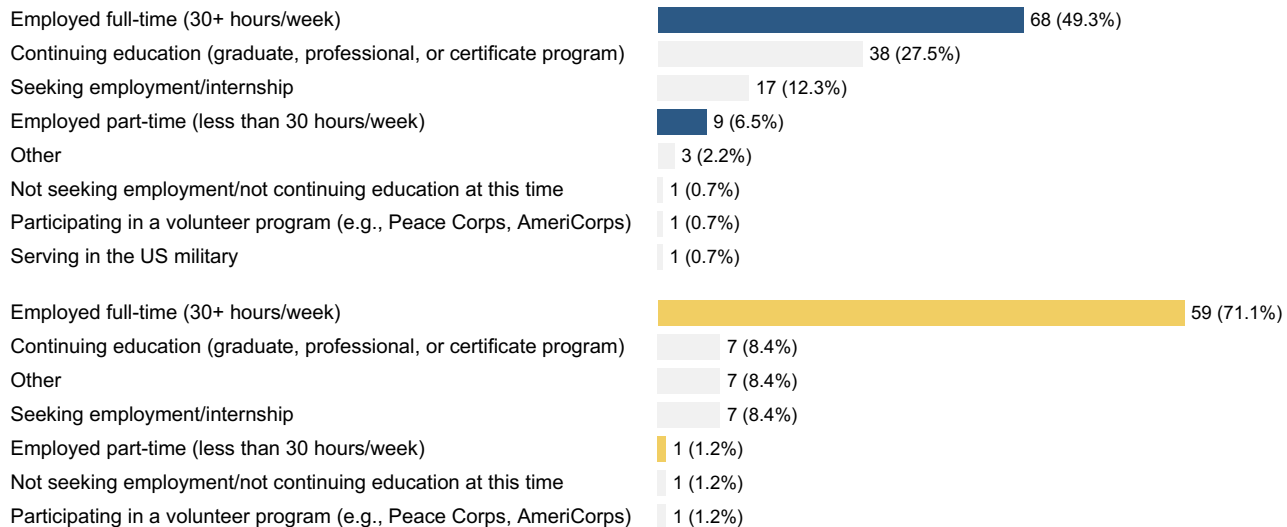 Employed full-time (30+ hours/week) 68 (49.3%)
Continuing education (graduate, professional, or certificate program) 38 (27.5%)
Seeking employment/internship 17 (12.3%)
Employed part-time (less than 30 hours/week) 9 (6.5%)
Other 3 (2.2%)
Not seeking employment/not continuing education at this time 1 (0.7%)
Participating in a volunteer program (e.g., Peace Corps, AmeriCorps) 1 (0.7%)
Serving in the US military 1 (0.7%)
Employed full-time (30+ hours/week) 59 (71.1%)
Continuing education (graduate, professional, or certificate program) 7 (8.4%)
Other 7 (8.4%)
Seeking employment/internship 7 (8.4%)
Employed part-time (less than 30 hours/week) 1 (1.2%)
Not seeking employment/not continuing education at this time 1 (1.2%)
Participating in a volunteer program (e.g., Peace Corps, AmeriCorps) 1 (1.2%)